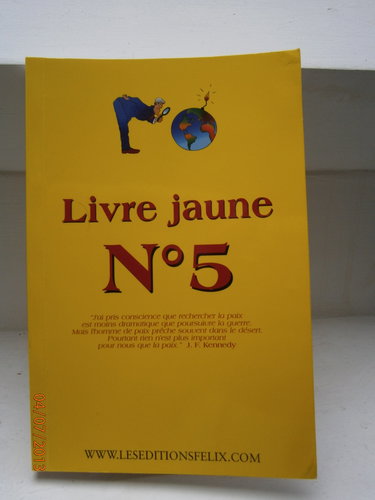 Livre jaune
N°5
"J'ai pris conscience que rechercher la paix
est moins dramatique que poursuivre la guerre.
Mais l'homme de paix prêche souvent dans le désert.
Pourtant rien n'est plus important
pour nous que la paix." J. F. Kennedy
WWW.LESEDITIONSFELIX.COM
04/07/2012